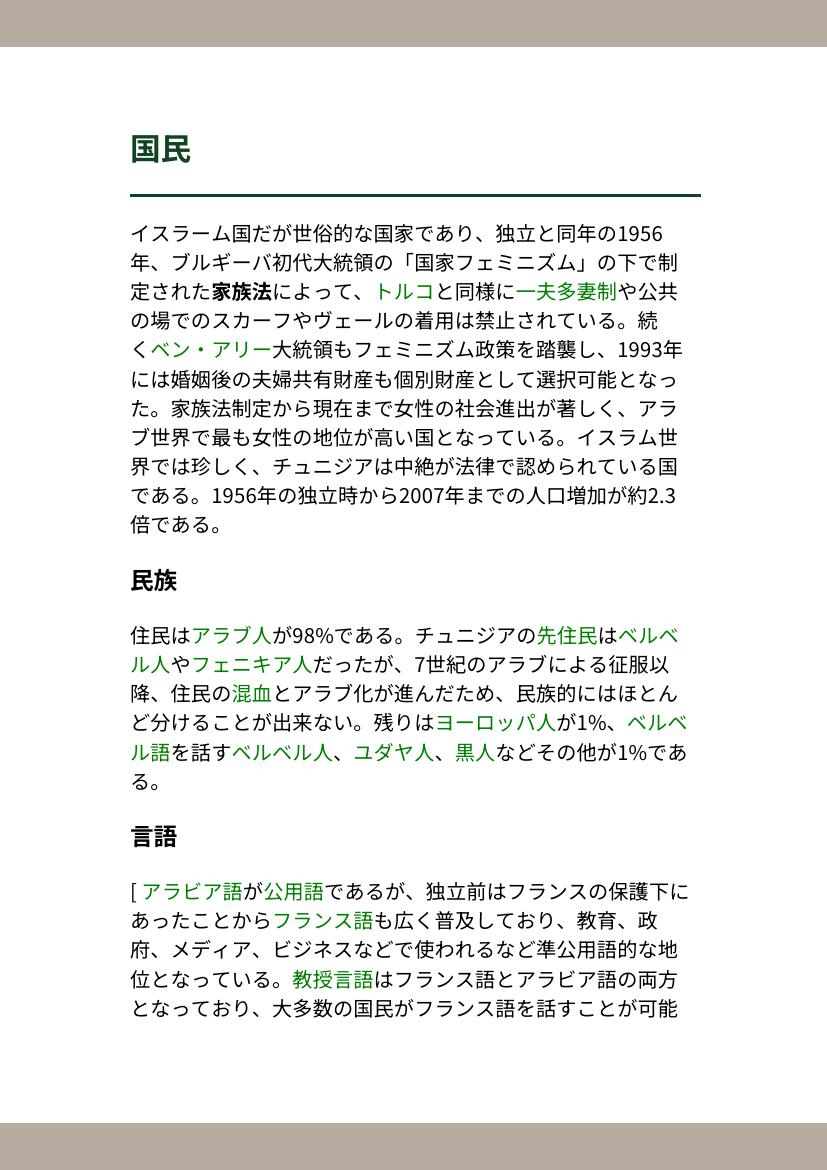 国民
イスラーム国だが世俗的な国家であり、独立と同年の1956
年、ブルギーバ初代大統領の「国家フェミニズム」の下で制
定された家族法によって、トルコと同様に一夫多妻制や公共
の場でのスカーフやヴェールの着用は禁止されている。続
くベン・アリー大統領もフェミニズム政策を踏襲し、1993年
には婚姻後の夫婦共有財産も個別財産として選択可能となっ
た。家族法制定から現在まで女性の社会進出が著しく、アラ
ブ世界で最も女性の地位が高い国となっている。イスラム世
界では珍しく、チュニジアは中絶が法律で認められている国
である。1956年の独立時から2007年までの人口増加が約2.3
倍である。
民族
住民はアラブ人が98%である。チュニジアの先住民はベルベ
ル人やフェニキア人だったが、7世紀のアラブによる征服以
降、住民の混血とアラブ化が進んだため、民族的にはほとん
ど分けることが出来ない。残りはヨーロッパ人が1%、ベルベ
ル語を話すベルベル人、ユダヤ人、黒人などその他が1%であ
る。
言語
[ アラビア語が公用語であるが、独立前はフランスの保護下に
あったことからフランス語も広く普及しており、教育、政
府、メディア、ビジネスなどで使われるなど準公用語的な地
位となっている。教授言語はフランス語とアラビア語の両方
となっており、大多数の国民がフランス語を話すことが可能